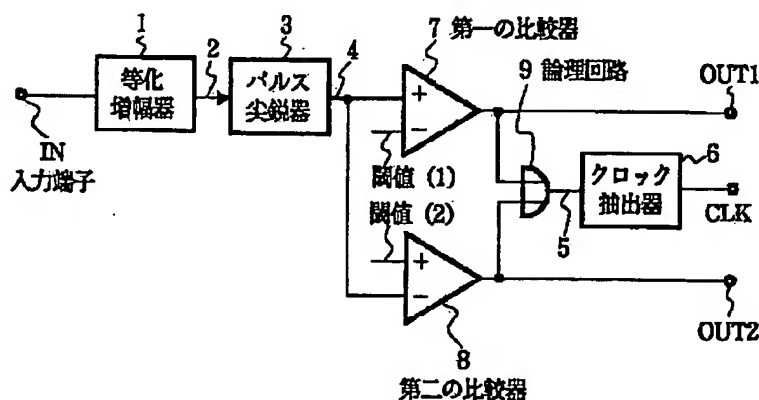 1
等化
増幅器
2
3
パルス
尖鋭器
4
IN
入力端子
7 第一の比較器
+
−
閾値 (1)
閾値 (2)
+
−
8
第二の比較器
9 論理回路
5
6
クロック
抽出器
OUT1
CLK
OUT2